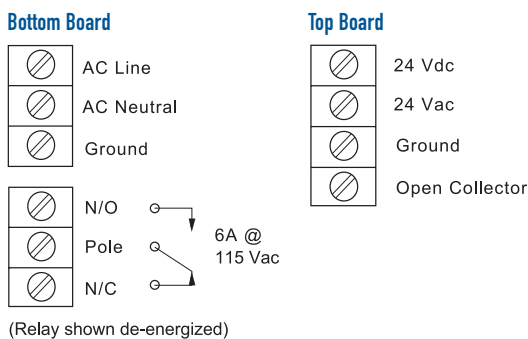 Bottom Board
AC Line
AC Neutral
Ground
N/O
Pole
N/C
6A @
115 Vac
(Relay shown de-energized)
Top Board
24 Vdc
24 Vac
Ground
Open Collector